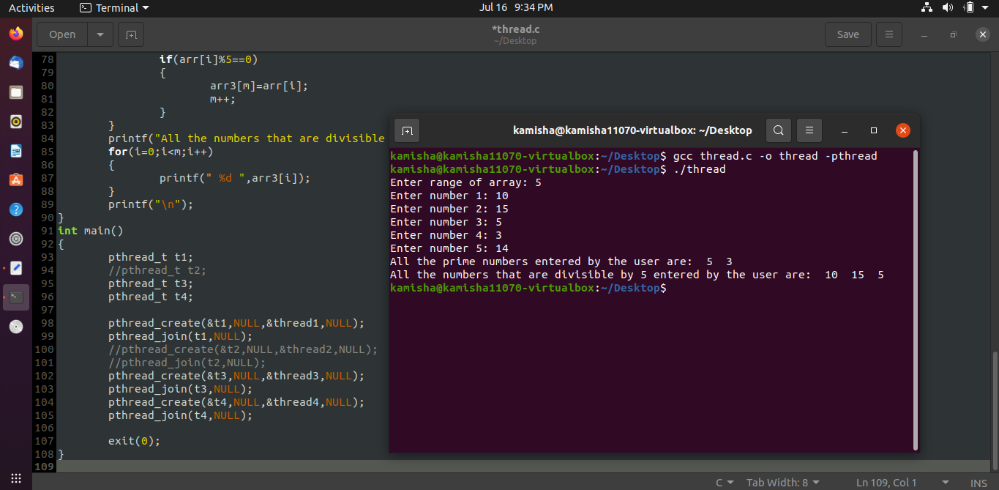 Activities Terminal Jul 16 9:34 PM
Open *thread.c Save
~/Desktop
78 if(arr[i]%5==0)
79 {
80 arr3[m]=arr[i];
81 m++;
82 }
83 }
84 printf("All the numbers that are divisible
85 for(i=0;i<m;i++)
86 {
87 printf(" %d ",arr3[i]);
88 }
89 printf("\n");
90 }
91 int main()
92 {
93 pthread_t t1;
94 //pthread_t t2;
95 pthread_t t3;
96 pthread_t t4;
97
98 pthread_create(&t1,NULL,&thread1,NULL);
99 pthread_join(t1,NULL);
100 //pthread_create(&t2,NULL,&thread2,NULL);
101 //pthread_join(t2,NULL);
102 pthread_create(&t3,NULL,&thread3,NULL);
103 pthread_join(t3,NULL);
104 pthread_create(&t4,NULL,&thread4,NULL);
105 pthread_join(t4,NULL);
106
107 exit(0);
108 }
109
kamisha@kamisha11070-virtualbox: ~/Desktop
kamisha@kamisha11070-virtualbox:~/Desktop$ gcc thread.c -o thread -pthread
kamisha@kamisha11070-virtualbox:~/Desktop$ ./thread
Enter range of array: 5
Enter number 1: 10
Enter number 2: 15
Enter number 3: 5
Enter number 4: 3
Enter number 5: 14
All the prime numbers entered by the user are:  5  3
All the numbers that are divisible by 5 entered by the user are:  10  15  5
kamisha@kamisha11070-virtualbox:~/Desktop$
C Tab Width: 8 Ln 109, Col 1 INS